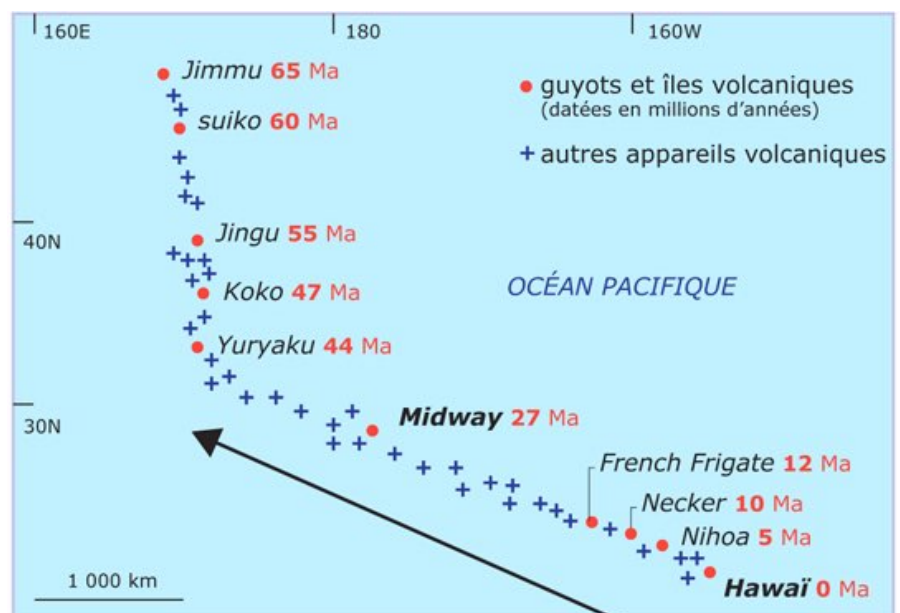 160E
180
160W
Jimmu 65 Ma
guyots et îles volcaniques
(datées en millions d'années)
suiko 60 Ma
autres appareils volcaniques
40N
Jingu 55 Ma
OCÉAN PACIFIQUE
Koko 47 Ma
Yuryaku 44 Ma
30N
Midway 27 Ma
French Frigate 12 Ma
Necker 10 Ma
Nihoa 5 Ma
1 000 km
Hawaï 0 Ma